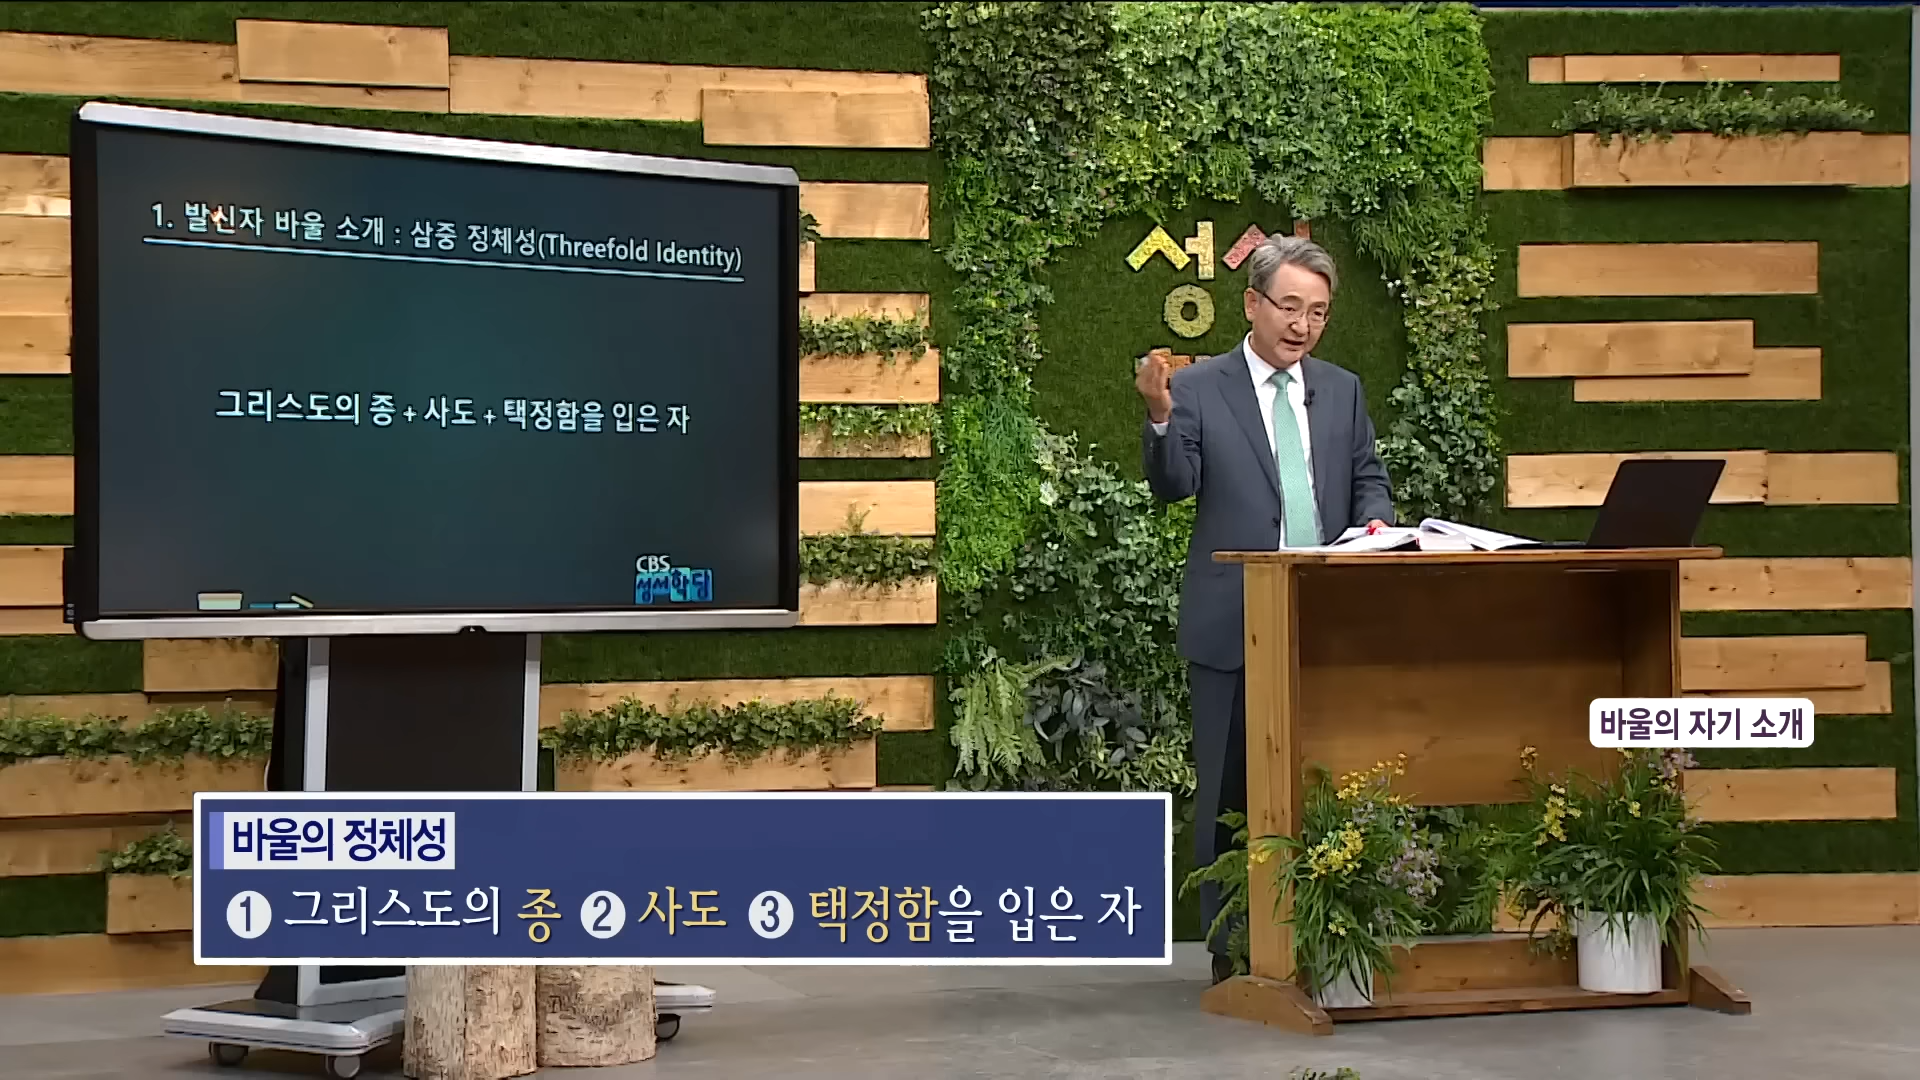 1. 발신자 바울 소개 : 삼중 정체성(Threefold Identity)
그리스도의 종 + 사도 + 택정함을 입은 자
CBS
성서학당
성서
바울의 자기 소개
바울의 정체성
① 그리스도의 종 ② 사도 ③ 택정함을 입은 자